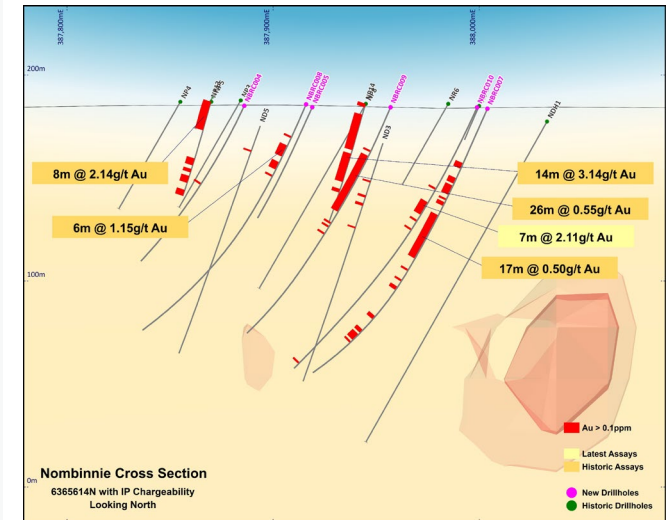 387,800mE
387,900mE
388,000mE
200m
NP4
NP1
NBRC004
ND5
NBRC008
NBRC005
ND3
NBRC009
NR6
NBRC010
NBRC007
NDH1
8m @ 2.14g/t Au
14m @ 3.14g/t Au
26m @ 0.55g/t Au
6m @ 1.15g/t Au
7m @ 2.11g/t Au
17m @ 0.50g/t Au
100m
Au > 0.1ppm
Latest Assays
Historic Assays
Nombinnie Cross Section
0m
6365614N with IP Chargeability
New Drillholes
Looking North
Historic Drillholes